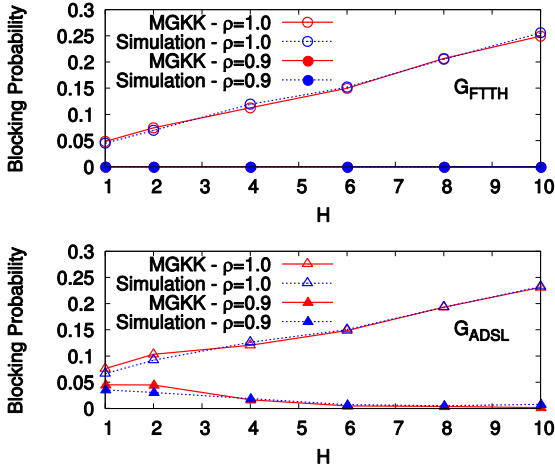 0.3
MGKK - ρ=1.0
0.25
Simulation - ρ=1.0
MGKK - ρ=0.9
0.2
Simulation - ρ=0.9
0.15
G_FTTH
0.1
0.05
0
Blocking Probability
1 2 3 4 5 6 7 8 9 10
H
0.3
MGKK - ρ=1.0
0.25
Simulation - ρ=1.0
MGKK - ρ=0.9
0.2
Simulation - ρ=0.9
0.15
G_ADSL
0.1
0.05
0
Blocking Probability
1 2 3 4 5 6 7 8 9 10
H